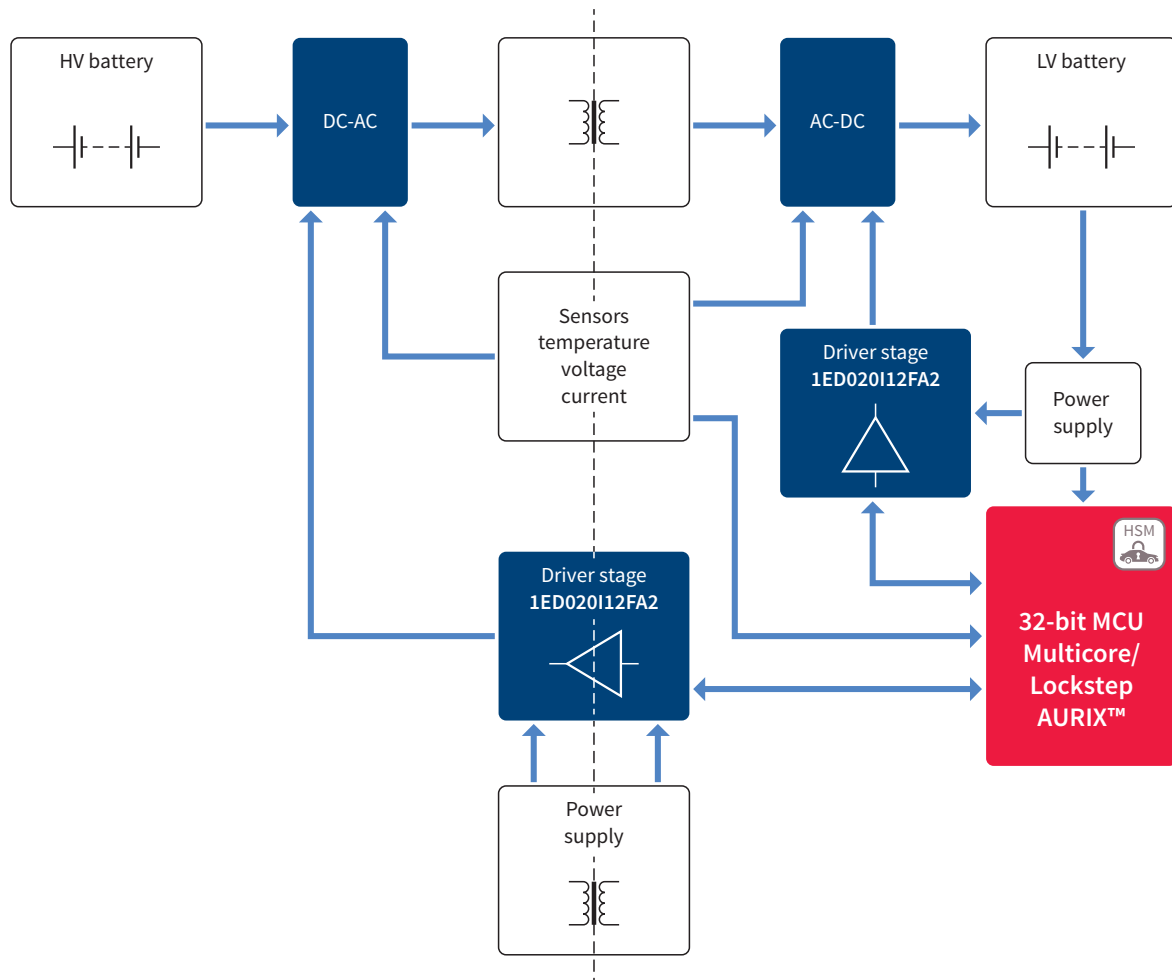 HV battery
DC-AC
AC-DC
LV battery
Sensors
temperature
voltage
current
Driver stage
1ED020I12FA2
Power
supply
HSM
Driver stage
1ED020I12FA2
32-bit MCU
Multicore/
Lockstep
AURIX™
Power
supply